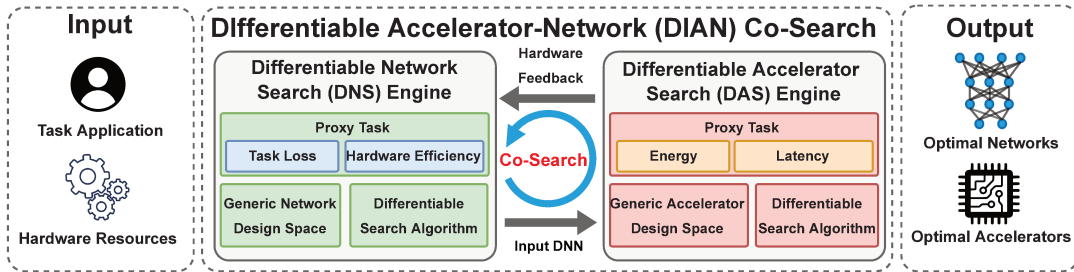 Input
Task Application
Hardware Resources
DIfferentiable Accelerator-Network (DIAN) Co-Search
Differentiable Network
Search (DNS) Engine
Proxy Task
Task Loss
Hardware Efficiency
Generic Network
Design Space
Differentiable
Search Algorithm
Hardware
Feedback
Co-Search
Input DNN
Differentiable Accelerator
Search (DAS) Engine
Proxy Task
Energy
Latency
Generic Accelerator
Design Space
Differentiable
Search Algorithm
Output
Optimal Networks
Optimal Accelerators